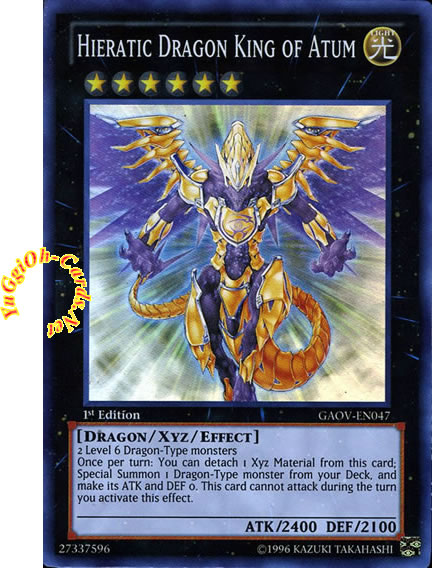 HIERATIC DRAGON KING OF ATUM
LIGHT
光
YuGgiOh-Cards.Net
1st Edition
GAOV-EN047
[DRAGON/XYZ/EFFECT]
2 Level 6 Dragon-Type monsters
Once per turn: You can detach 1 Xyz Material from this card;
Special Summon 1 Dragon-Type monster from your Deck, and
make its ATK and DEF 0. This card cannot attack during the turn
you activate this effect.
ATK/2400 DEF/2100
27337596
©1996 KAZUKI TAKAHASHI